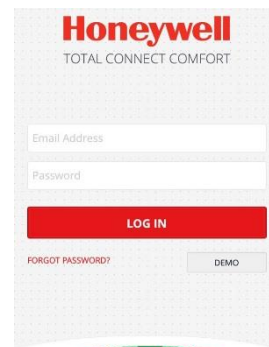 Honeywell
TOTAL CONNECT COMFORT
Email Address
Password
LOG IN
FORGOT PASSWORD?
DEMO